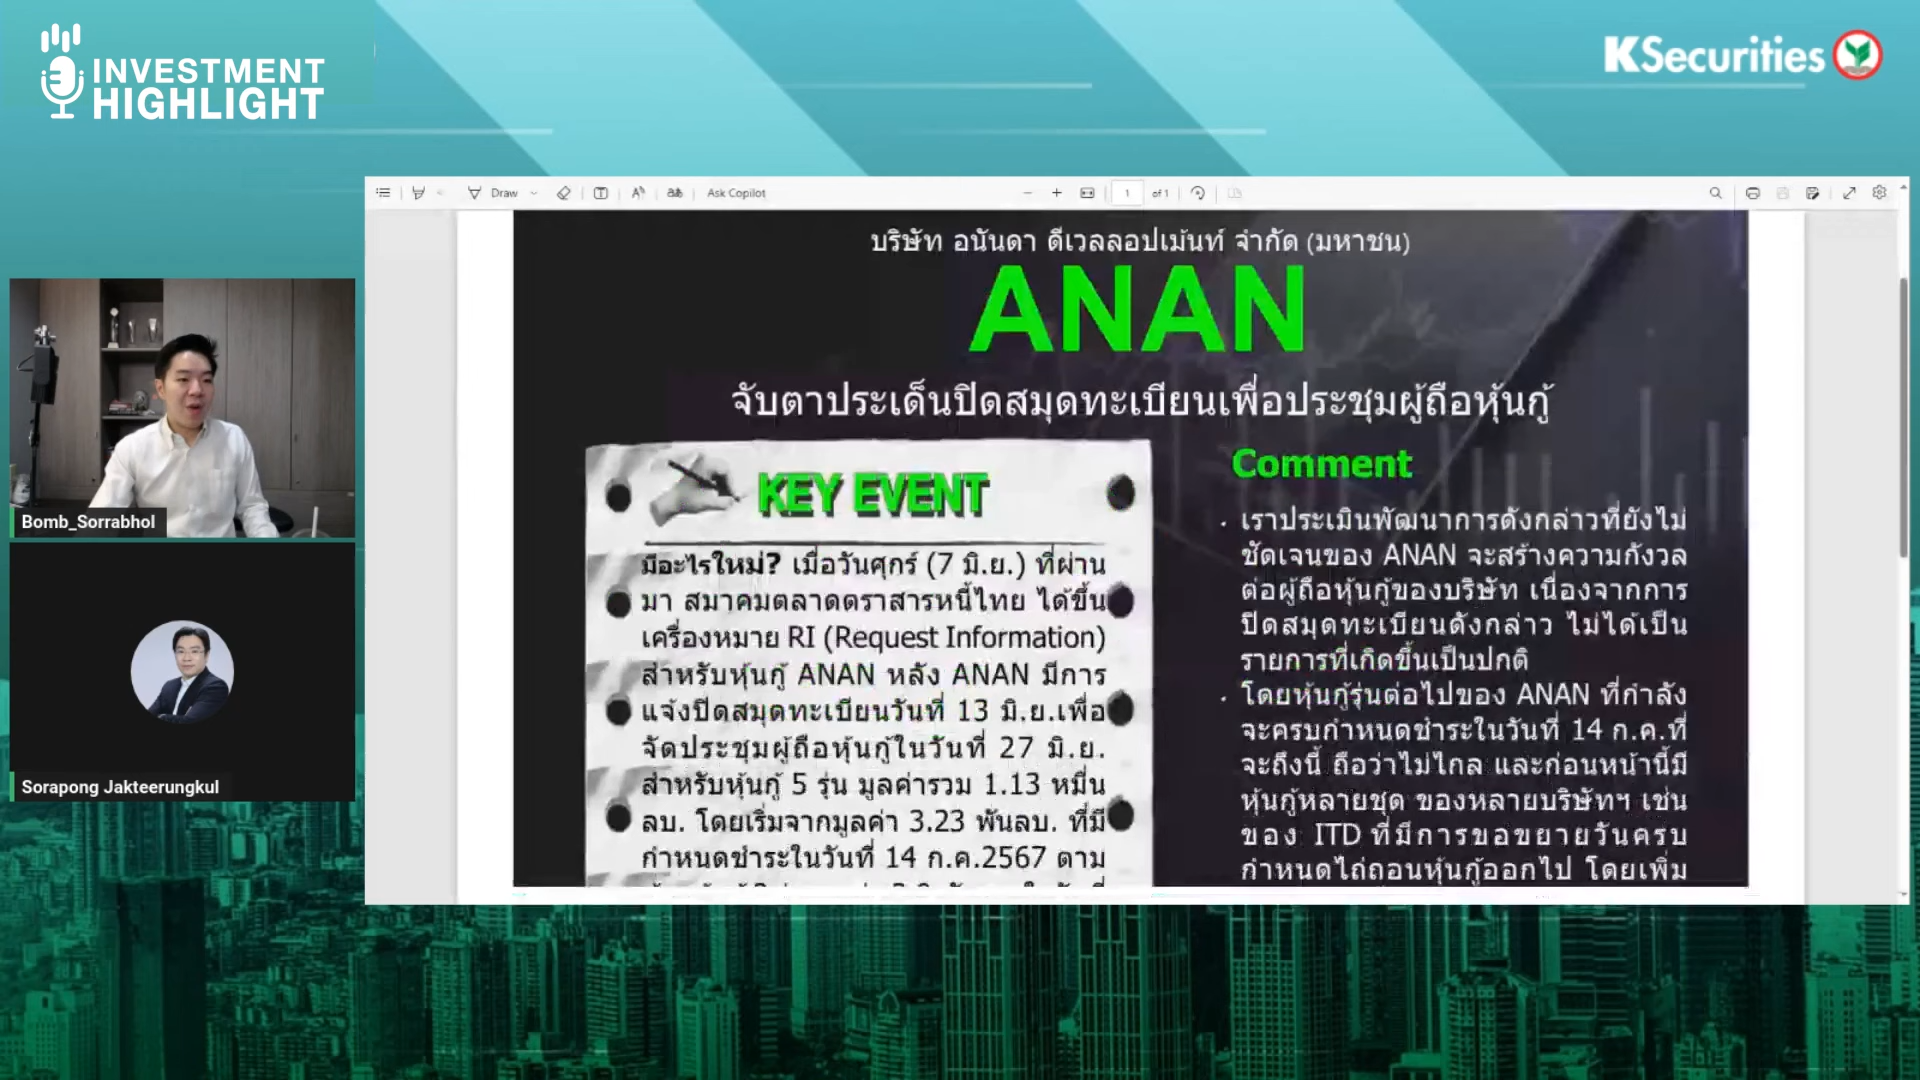 INVESTMENT
HIGHLIGHT
KSecurities
Draw
Ask Copilot
1
of 1
บริษัท อนันดา ดีเวลลอปเม้นท์ จำกัด (มหาชน)
ANAN
จับตาประเด็นปิดสมุดทะเบียนเพื่อประชุมผู้ถือหุ้นกู้
KEY EVENT
มีอะไรใหม่? เมื่อวันศุกร์ (7 มิ.ย.) ที่ผ่าน
มา สมาคมตลาดตราสารหนี้ไทย ได้ขึ้น
เครื่องหมาย RI (Request Information)
สำหรับหุ้นกู้ ANAN หลัง ANAN มีการ
แจ้งปิดสมุดทะเบียนวันที่ 13 มิ.ย.เพื่อ
จัดประชุมผู้ถือหุ้นกู้ในวันที่ 27 มิ.ย.
สำหรับหุ้นกู้ 5 รุ่น มูลค่ารวม 1.13 หมื่น
ลบ. โดยเริ่มจากมูลค่า 3.23 พันลบ. ที่มี
กำหนดชำระในวันที่ 14 ก.ค.2567 ตาม
Comment
· เราประเมินพัฒนาการดังกล่าวที่ยังไม่
ชัดเจนของ ANAN จะสร้างความกังวล
ต่อผู้ถือหุ้นกู้ของบริษัท เนื่องจากการ
ปิดสมุดทะเบียนดังกล่าว ไม่ได้เป็น
รายการที่เกิดขึ้นเป็นปกติ
· โดยหุ้นกู้รุ่นต่อไปของ ANAN ที่กำลัง
จะครบกำหนดชำระในวันที่ 14 ก.ค.ที่
จะถึงนี้ ถือว่าไม่ไกล และก่อนหน้านี้มี
หุ้นกู้หลายชุด ของหลายบริษัทฯ เช่น
ของ ITD ที่มีการขอขยายวันครบ
กำหนดไถ่ถอนหุ้นกู้ออกไป โดยเพิ่ม
Bomb_Sorrabhol
Sorapong Jakteerungkul